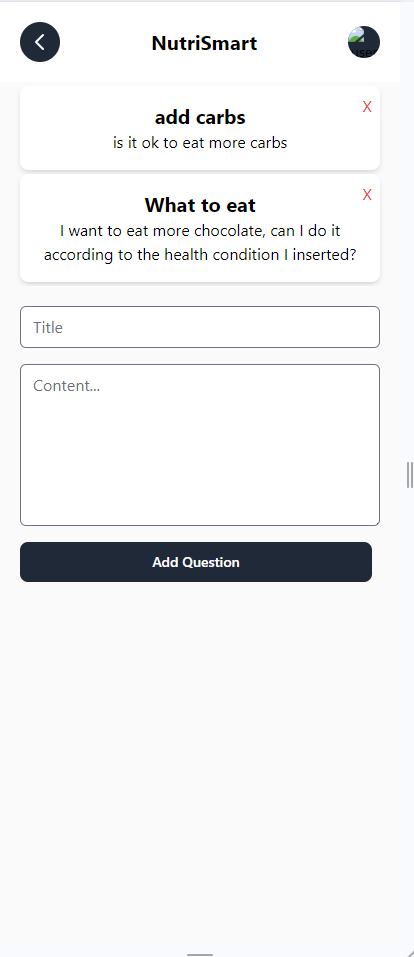 NutriSmart
X
add carbs
is it ok to eat more carbs
X
What to eat
I want to eat more chocolate, can I do it
according to the health condition I inserted?
Title
Content...
Add Question